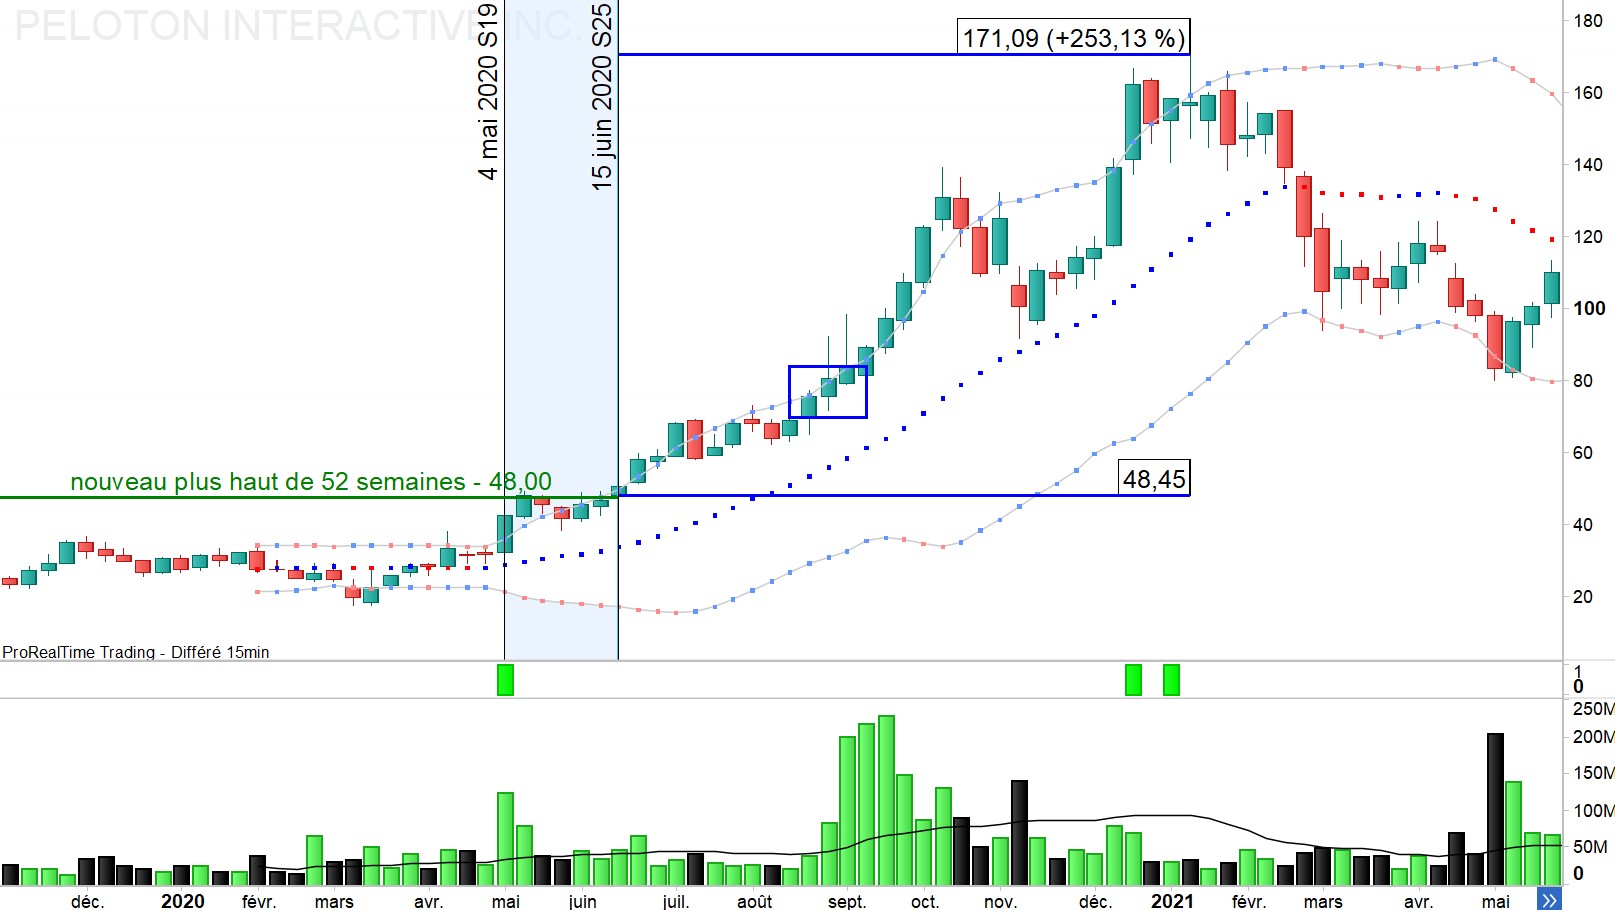 PELOTON INTERACTIVE INC.
4 mai 2020 S19
15 juin 2020 S25
171,09 (+253,13 %)
nouveau plus haut de 52 semaines - 48,00
48,45
180
160
140
120
100
80
60
40
20
ProRealTime Trading - Différé 15min
1
0
250M
200M
150M
100M
50M
0
déc. 2020 févr. mars avr. mai juin juil. août sept. oct. nov. déc. 2021 févr. mars avr. mai